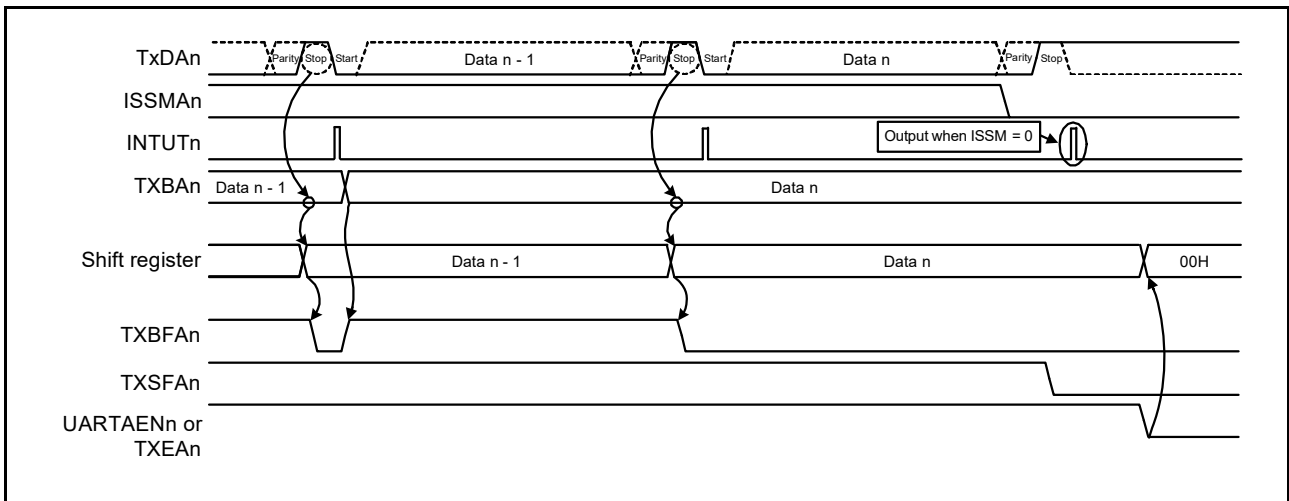 TxDAn Parity Stop Start Data n - 1 Parity Stop Start Data n Parity Stop
ISSMAn
INTUTn Output when ISSM = 0
TXBAn Data n - 1 Data n
Shift register Data n - 1 Data n 00H
TXBFAn
TXSFAn
UARTAENn or
TXEAn